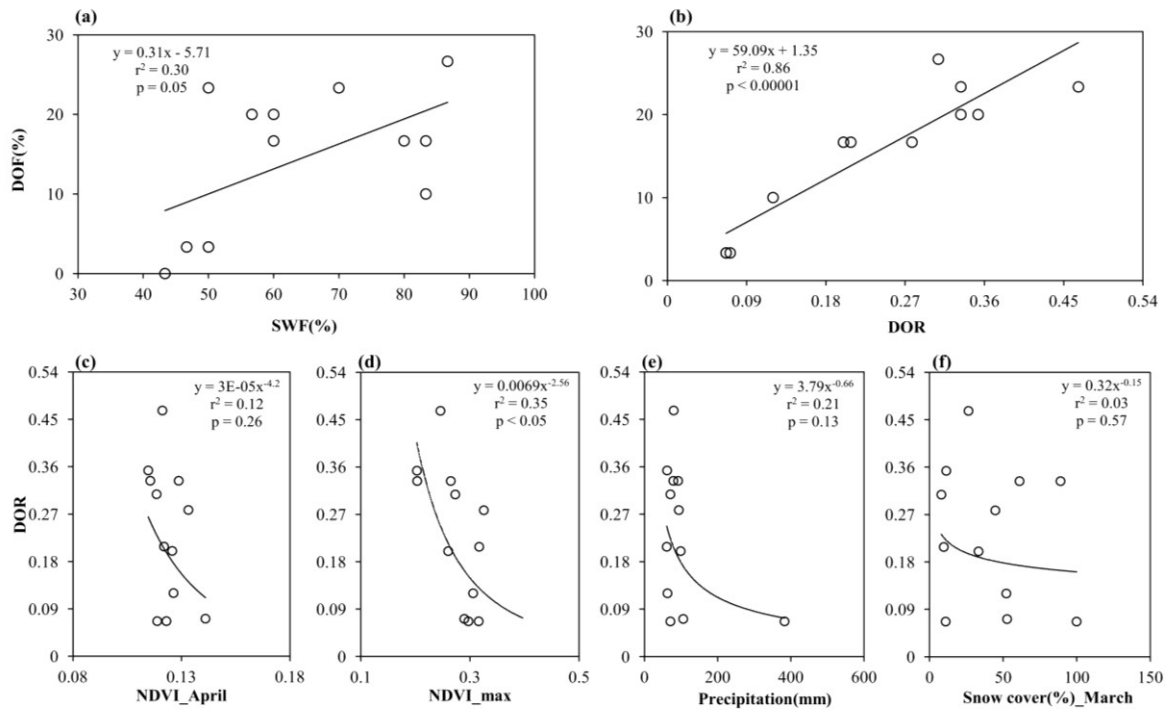 (a)
y = 0.31x - 5.71
r² = 0.30
p = 0.05
DOF(%)
30
20
10
0
30 40 50 60 70 80 90 100
SWF(%)
(b)
y = 59.09x + 1.35
r² = 0.86
p < 0.00001
30
20
10
0
0 0.09 0.18 0.27 0.36 0.45 0.54
DOR
(c)
y = 3E-05x⁻⁴·²
r² = 0.12
p = 0.26
DOR
0.54
0.45
0.36
0.27
0.18
0.09
0
0.08 0.13 0.18
NDVI_April
(d)
y = 0.0069x⁻²·⁵⁶
r² = 0.35
p < 0.05
0.54
0.45
0.36
0.27
0.18
0.09
0
0.1 0.3 0.5
NDVI_max
(e)
y = 3.79x⁻⁰·⁶⁶
r² = 0.21
p = 0.13
0.54
0.45
0.36
0.27
0.18
0.09
0
0 200 400 600
Precipitation(mm)
(f)
y = 0.32x⁻⁰·¹⁵
r² = 0.03
p = 0.57
0.54
0.45
0.36
0.27
0.18
0.09
0
0 50 100 150
Snow cover(%)_March